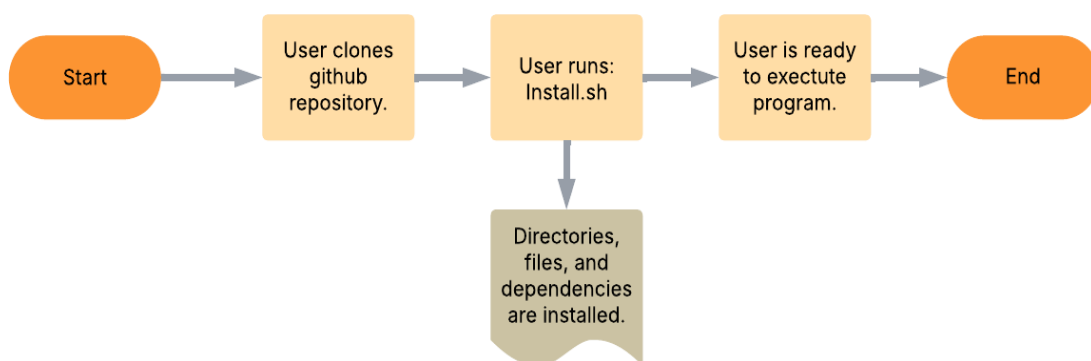 Start
User clones
github
repository.
User runs:
Install.sh
User is ready
to exectute
program.
End
Directories,
files, and
dependencies
are installed.